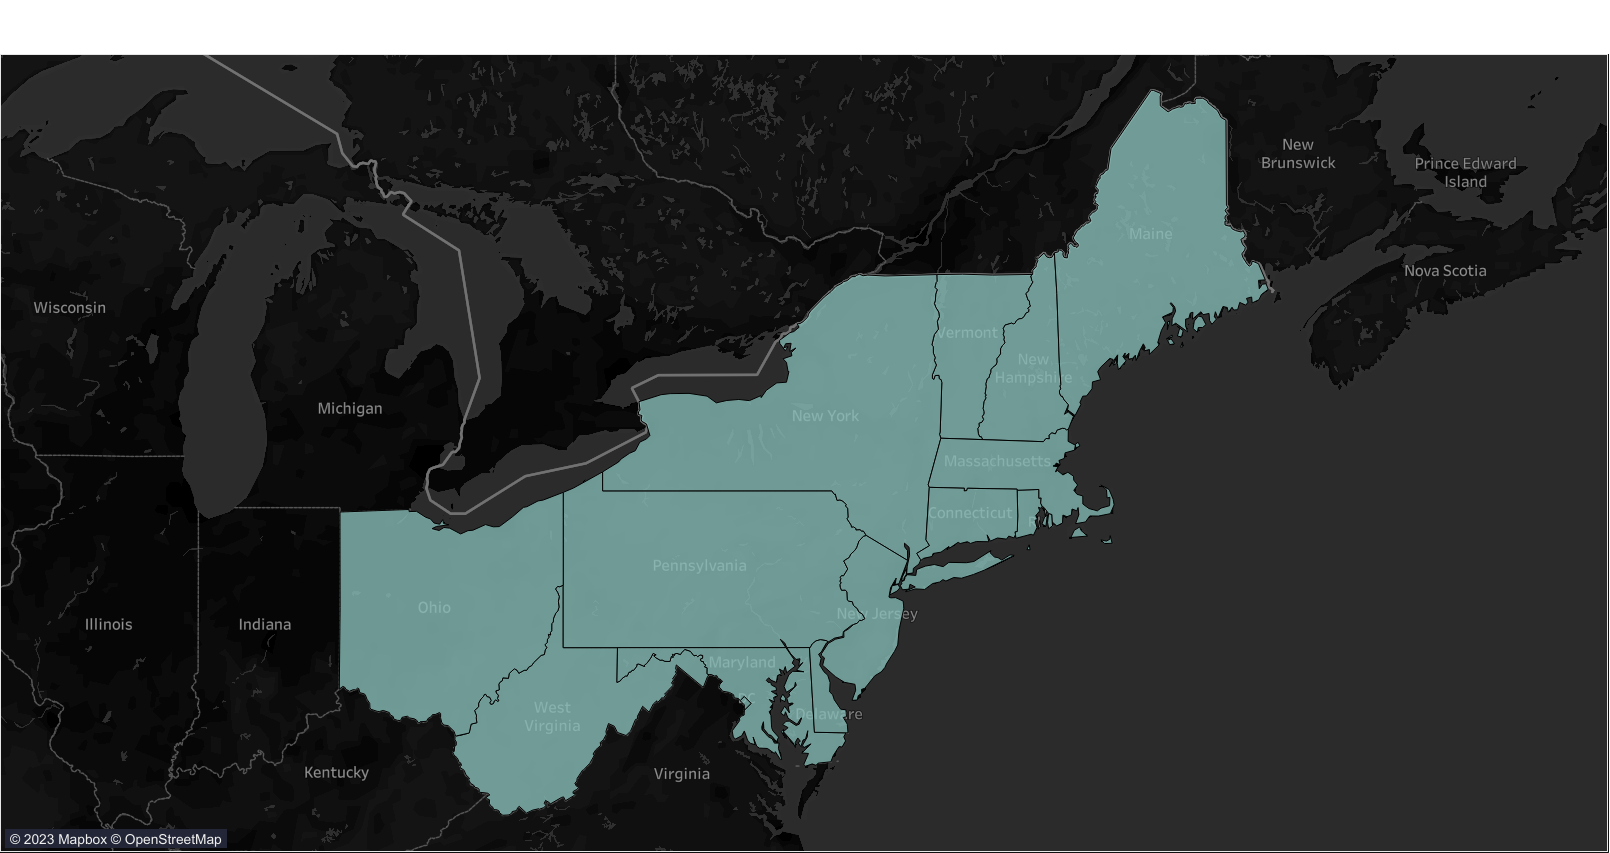 New
Brunswick
Prince Edward
Island
Maine
Nova Scotia
Wisconsin
Vermont
New
Hampshire
Michigan
New York
Massachusetts
Connecticut
R
Pennsylvania
Ohio
New Jersey
Illinois
Indiana
Maryland
DC
West
Virginia
Delaware
Kentucky
Virginia
© 2023 Mapbox © OpenStreetMap